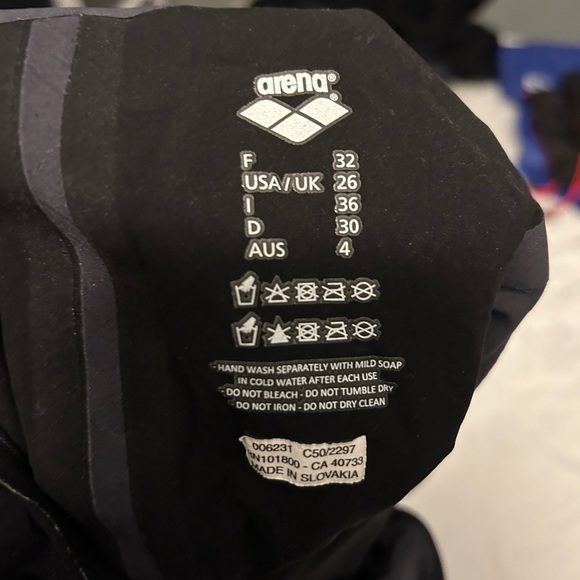 arena®
®
F 32
USA/UK 26
I 36
D 30
AUS 4
- HAND WASH SEPARATELY WITH MILD SOAP
IN COLD WATER AFTER EACH USE
- DO NOT BLEACH - DO NOT TUMBLE DRY
- DO NOT IRON - DO NOT DRY CLEAN
006231 C50/2297
RN101800 - CA 40733
MADE IN SLOVAKIA